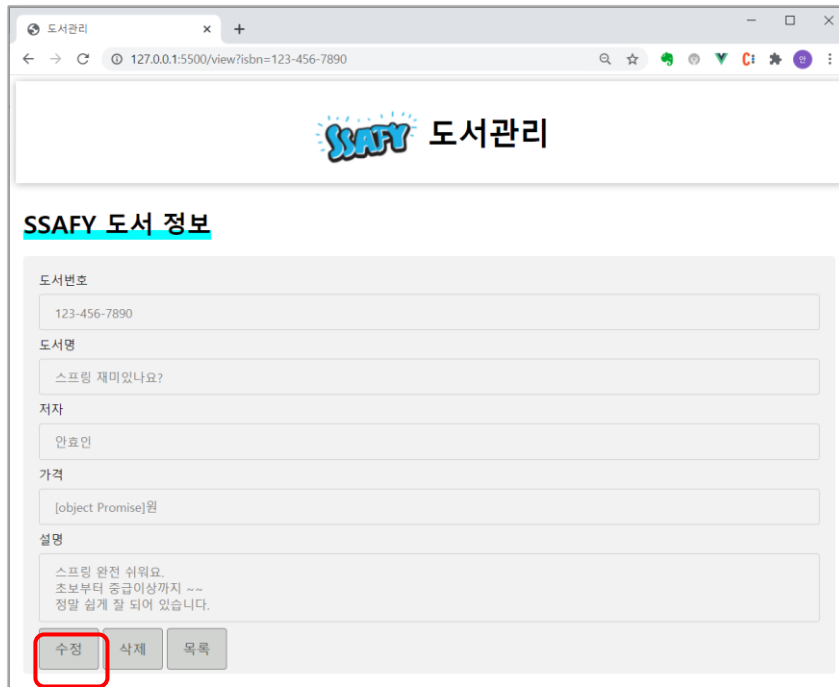 도서관리
127.0.0.1:5500/view?isbn=123-456-7890
안
SSAFY 도서관리
SSAFY 도서 정보
도서번호
123-456-7890
도서명
스프링 재미있나요?
저자
안효인
가격
[object Promise]원
설명
스프링 완전 쉬워요.
초보부터 중급이상까지 ~~
정말 쉽게 잘 되어 있습니다.
수정 삭제 목록